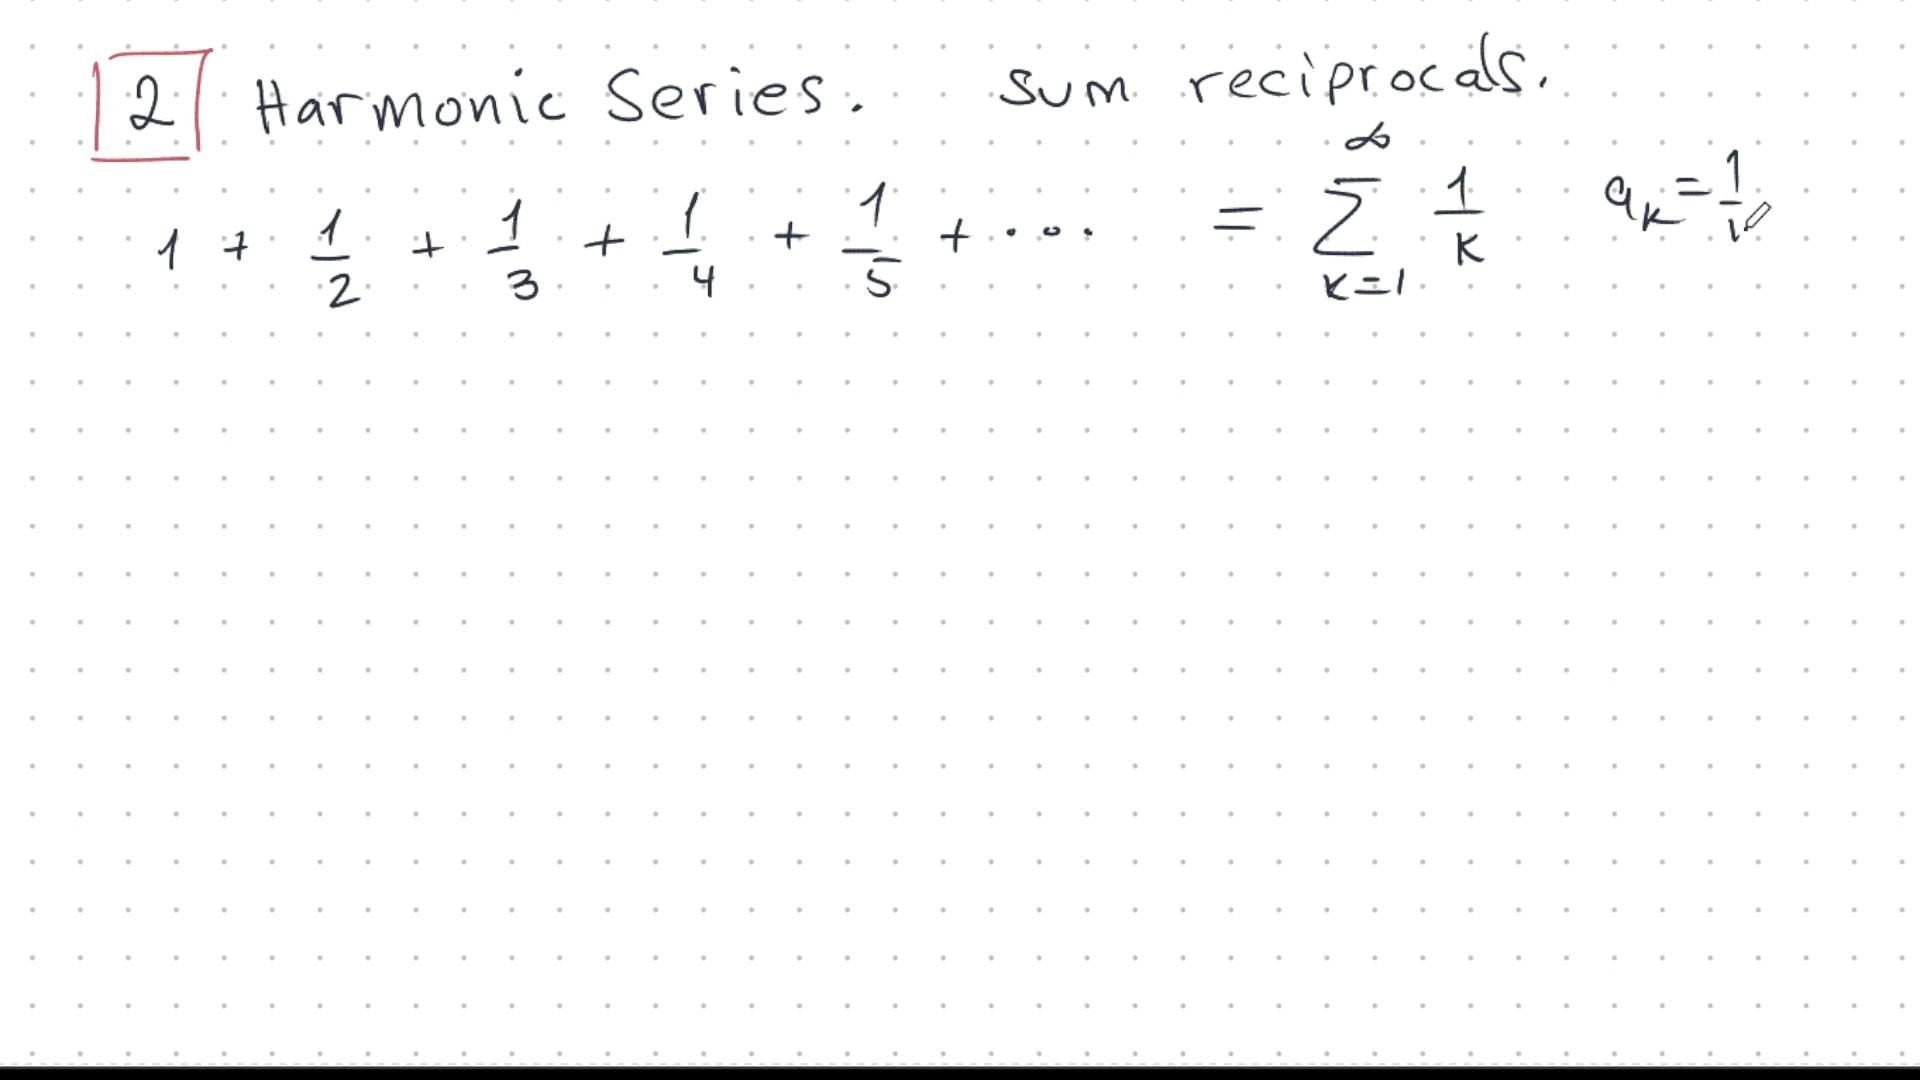 2 Harmonic Series. Sum reciprocals.
1 + 1/2 + 1/3 + 1/4 + 1/5 + ... = ∑_{k=1}^{∞} 1/k a_k = 1/